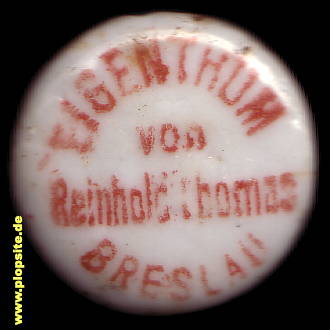 EIGENTHUM
von
Reinhold Thomas
BRESLAU
www.plopsite.de